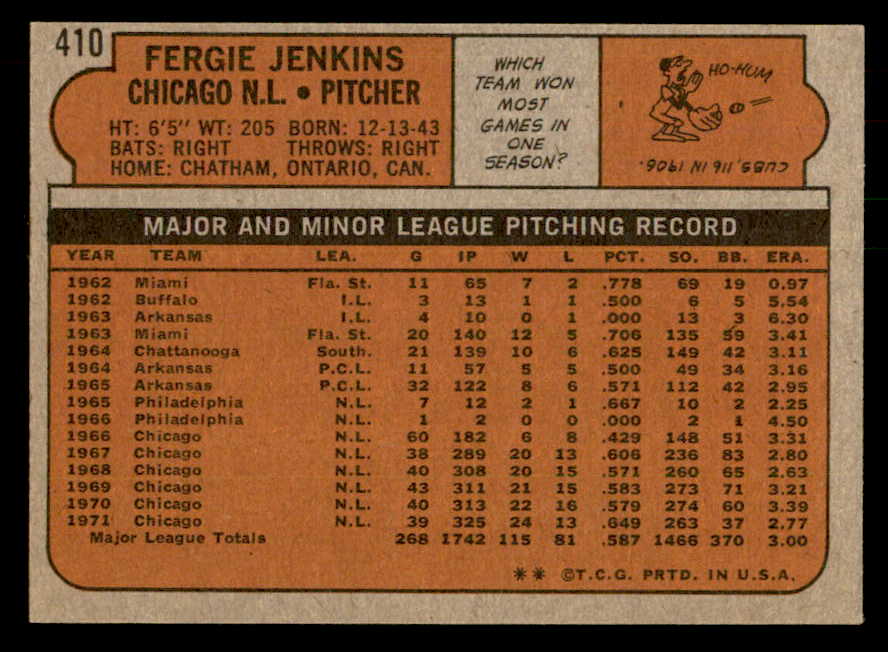 410
FERGIE JENKINS
CHICAGO N.L. • PITCHER
HT: 6'5" WT: 205 BORN: 12-13-43
BATS: RIGHT THROWS: RIGHT
HOME: CHATHAM, ONTARIO, CAN.
WHICH
TEAM WON
MOST
GAMES IN
ONE
SEASON?
HO-HUM
CUBS, 116 IN 1906.
MAJOR AND MINOR LEAGUE PITCHING RECORD
YEAR TEAM LEA. G IP W L PCT. SO. BB. ERA.
1962 Miami Fla. St. 11 65 7 2 .778 69 19 0.97
1962 Buffalo I.L. 3 13 1 1 .500 6 5 5.54
1963 Arkansas I.L. 4 10 0 1 .000 13 3 6.30
1963 Miami Fla. St. 20 140 12 5 .706 135 59 3.41
1964 Chattanooga South. 21 139 10 6 .625 149 42 3.11
1964 Arkansas P.C.L. 11 57 5 5 .500 49 34 3.16
1965 Arkansas P.C.L. 32 122 8 6 .571 112 42 2.95
1965 Philadelphia N.L. 7 12 2 1 .667 10 2 2.25
1966 Philadelphia N.L. 1 2 0 0 .000 2 1 4.50
1966 Chicago N.L. 60 182 6 8 .429 148 51 3.31
1967 Chicago N.L. 38 289 20 13 .606 236 83 2.80
1968 Chicago N.L. 40 308 20 15 .571 260 65 2.63
1969 Chicago N.L. 43 311 21 15 .583 273 71 3.21
1970 Chicago N.L. 40 313 22 16 .579 274 60 3.39
1971 Chicago N.L. 39 325 24 13 .649 263 37 2.77
Major League Totals 268 1742 115 81 .587 1466 370 3.00
** ©T.C.G. PRTD. IN U.S.A.